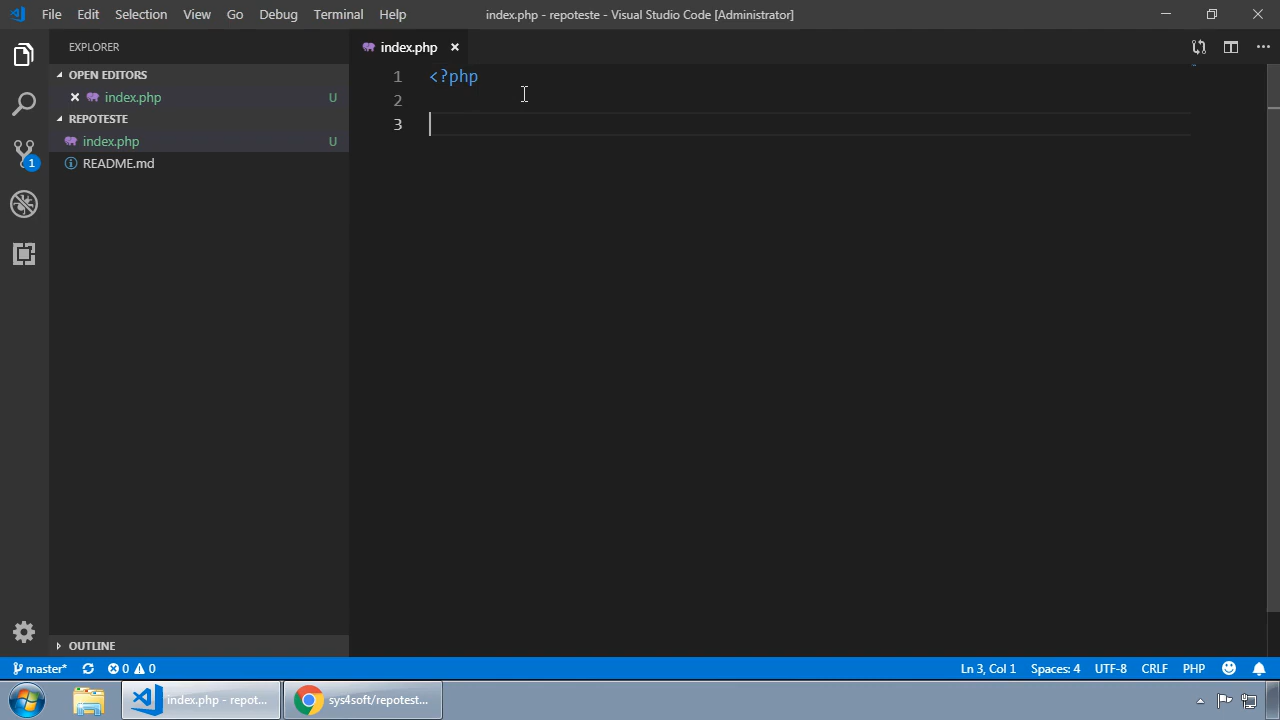 File Edit Selection View Go Debug Terminal Help index.php - repoteste - Visual Studio Code [Administrator]
EXPLORER
index.php
OPEN EDITORS
index.php U
REPOTESTE
index.php U
README.md
1 <?php
2
3
1
OUTLINE
master* 0 0 Ln 3, Col 1 Spaces: 4 UTF-8 CRLF PHP
index.php - repot... sys4soft/repotest...